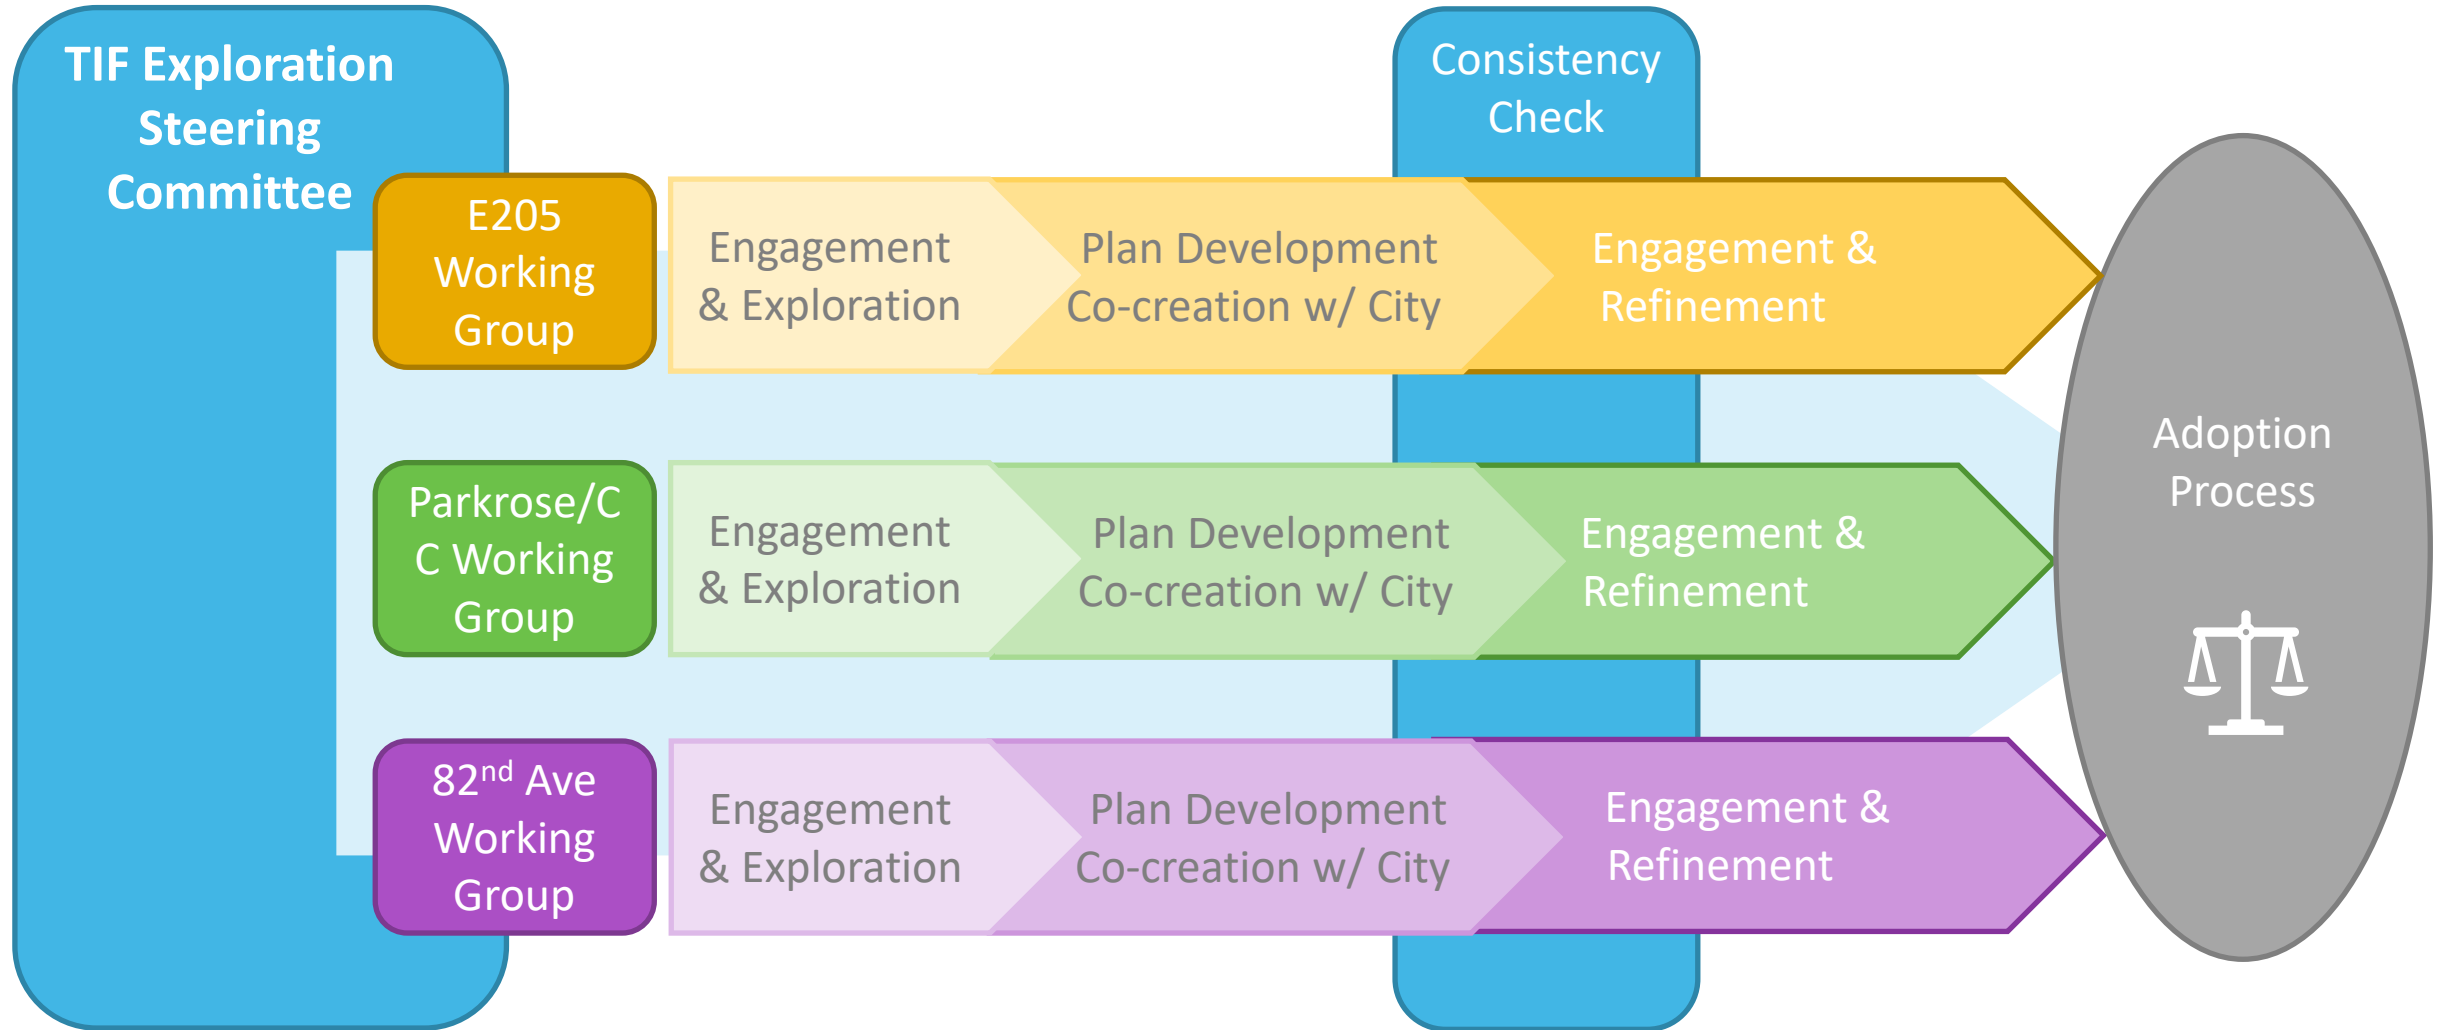 TIF Exploration
Steering
Committee
Consistency
Check
E205
Working
Group
Engagement
& Exploration
Plan Development
Co-creation w/ City
Engagement &
Refinement
Parkrose/C
C Working
Group
Engagement
& Exploration
Plan Development
Co-creation w/ City
Engagement &
Refinement
82nd Ave
Working
Group
Engagement
& Exploration
Plan Development
Co-creation w/ City
Engagement &
Refinement
Adoption
Process